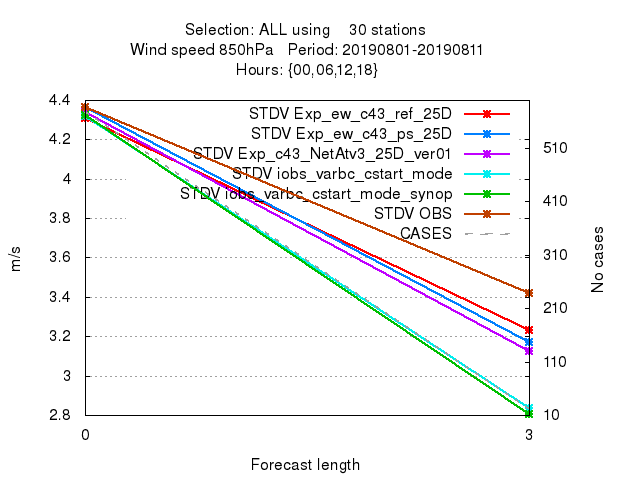 Selection: ALL using 30 stations
Wind speed 850hPa Period: 20190801-20190811
Hours: {00,06,12,18}
4.4
4.2
4
3.8
3.6
3.4
3.2
3
2.8
m/s
STDV Exp_ew_c43_ref_25D
STDV Exp_ew_c43_ps_25D
STDV Exp_c43_NetAtv3_25D_ver01
STDV iobs_varbc_cstart_mode
STDV iobs_varbc_cstart_mode_synop
STDV OBS
CASES
510
410
310
210
110
10
No cases
0
3
Forecast length